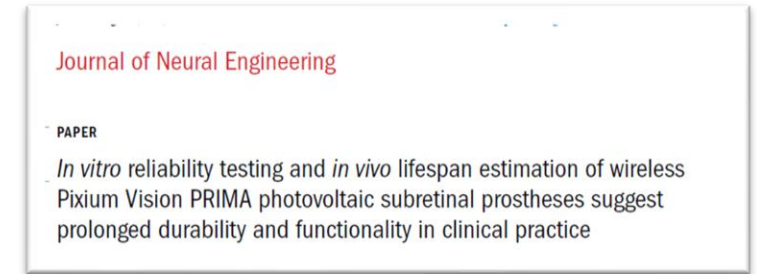 Journal of Neural Engineering
PAPER
In vitro reliability testing and in vivo lifespan estimation of wireless
Pixium Vision PRIMA photovoltaic subretinal prostheses suggest
prolonged durability and functionality in clinical practice